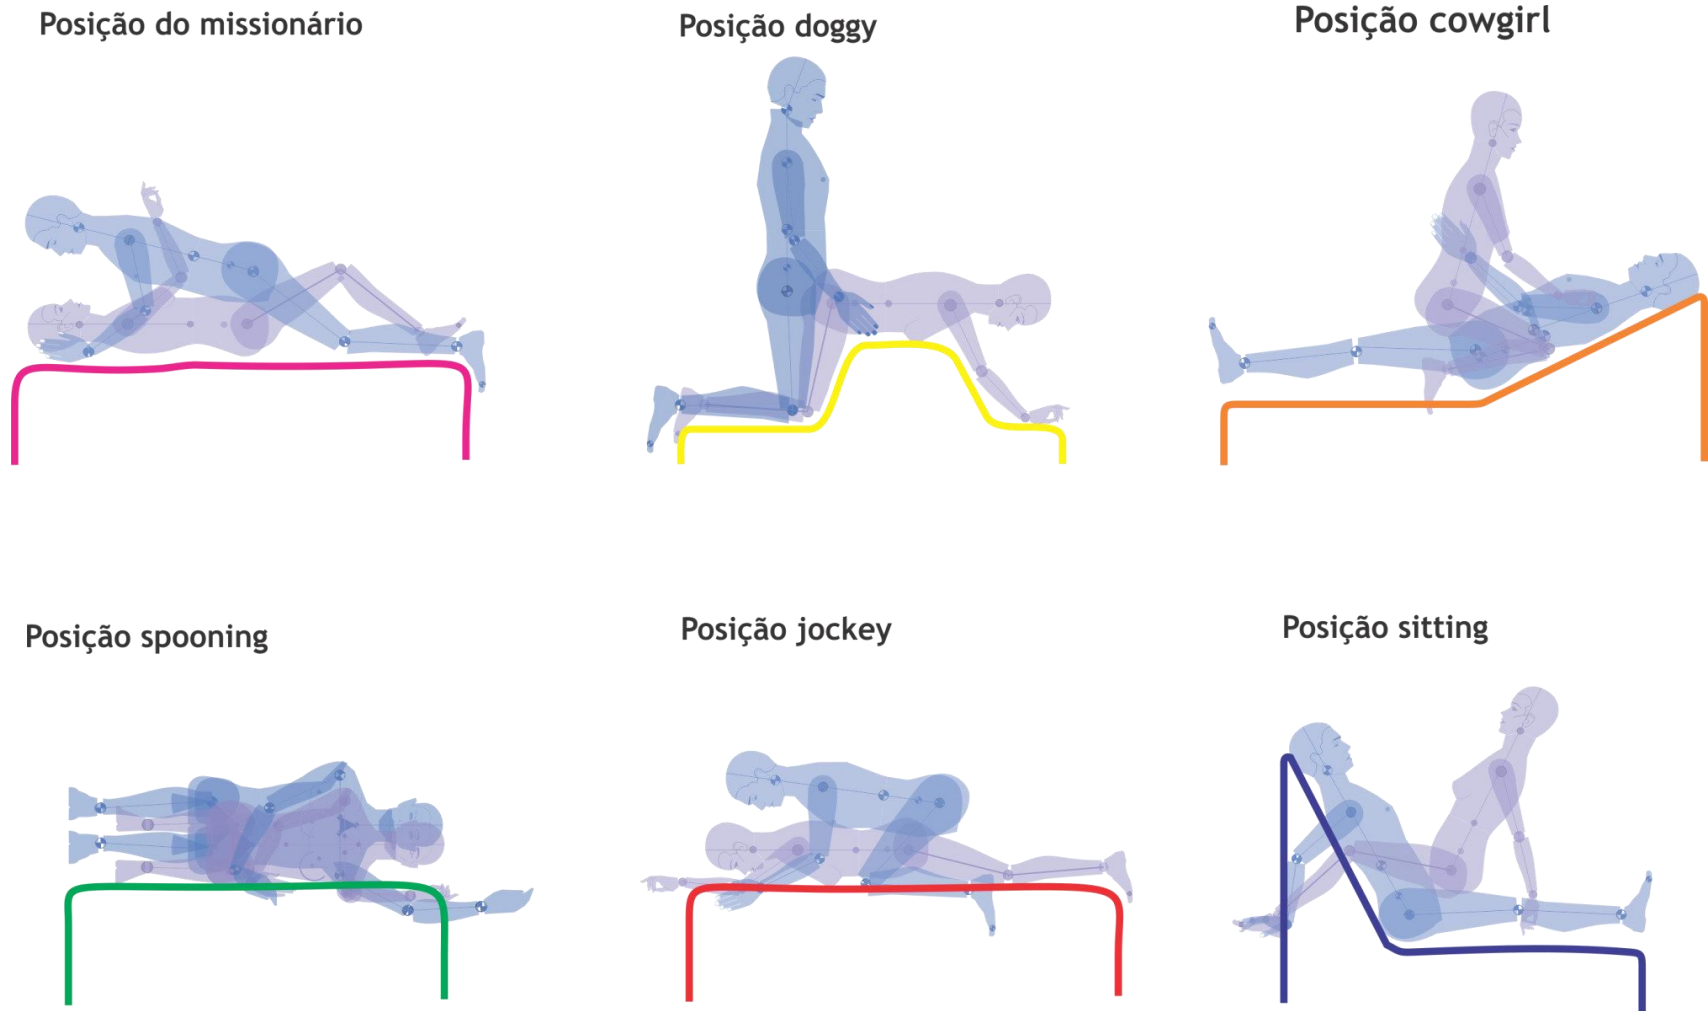 Posição do missionário
Posição doggy
Posição cowgirl
Posição spooning
Posição jockey
Posição sitting